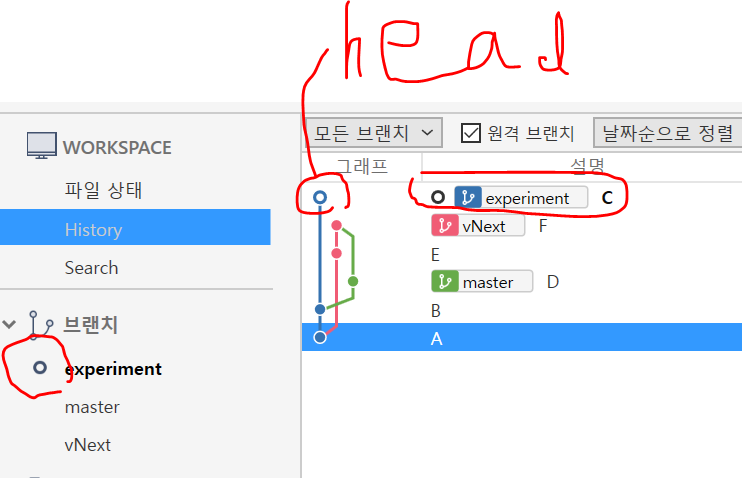 head
모든 브랜치 원격 브랜치 날짜순으로 정렬
WORKSPACE
그래프 설명
파일 상태
experiment C
History
vNext F
E
Search
master D
B
브랜치
A
experiment
master
vNext